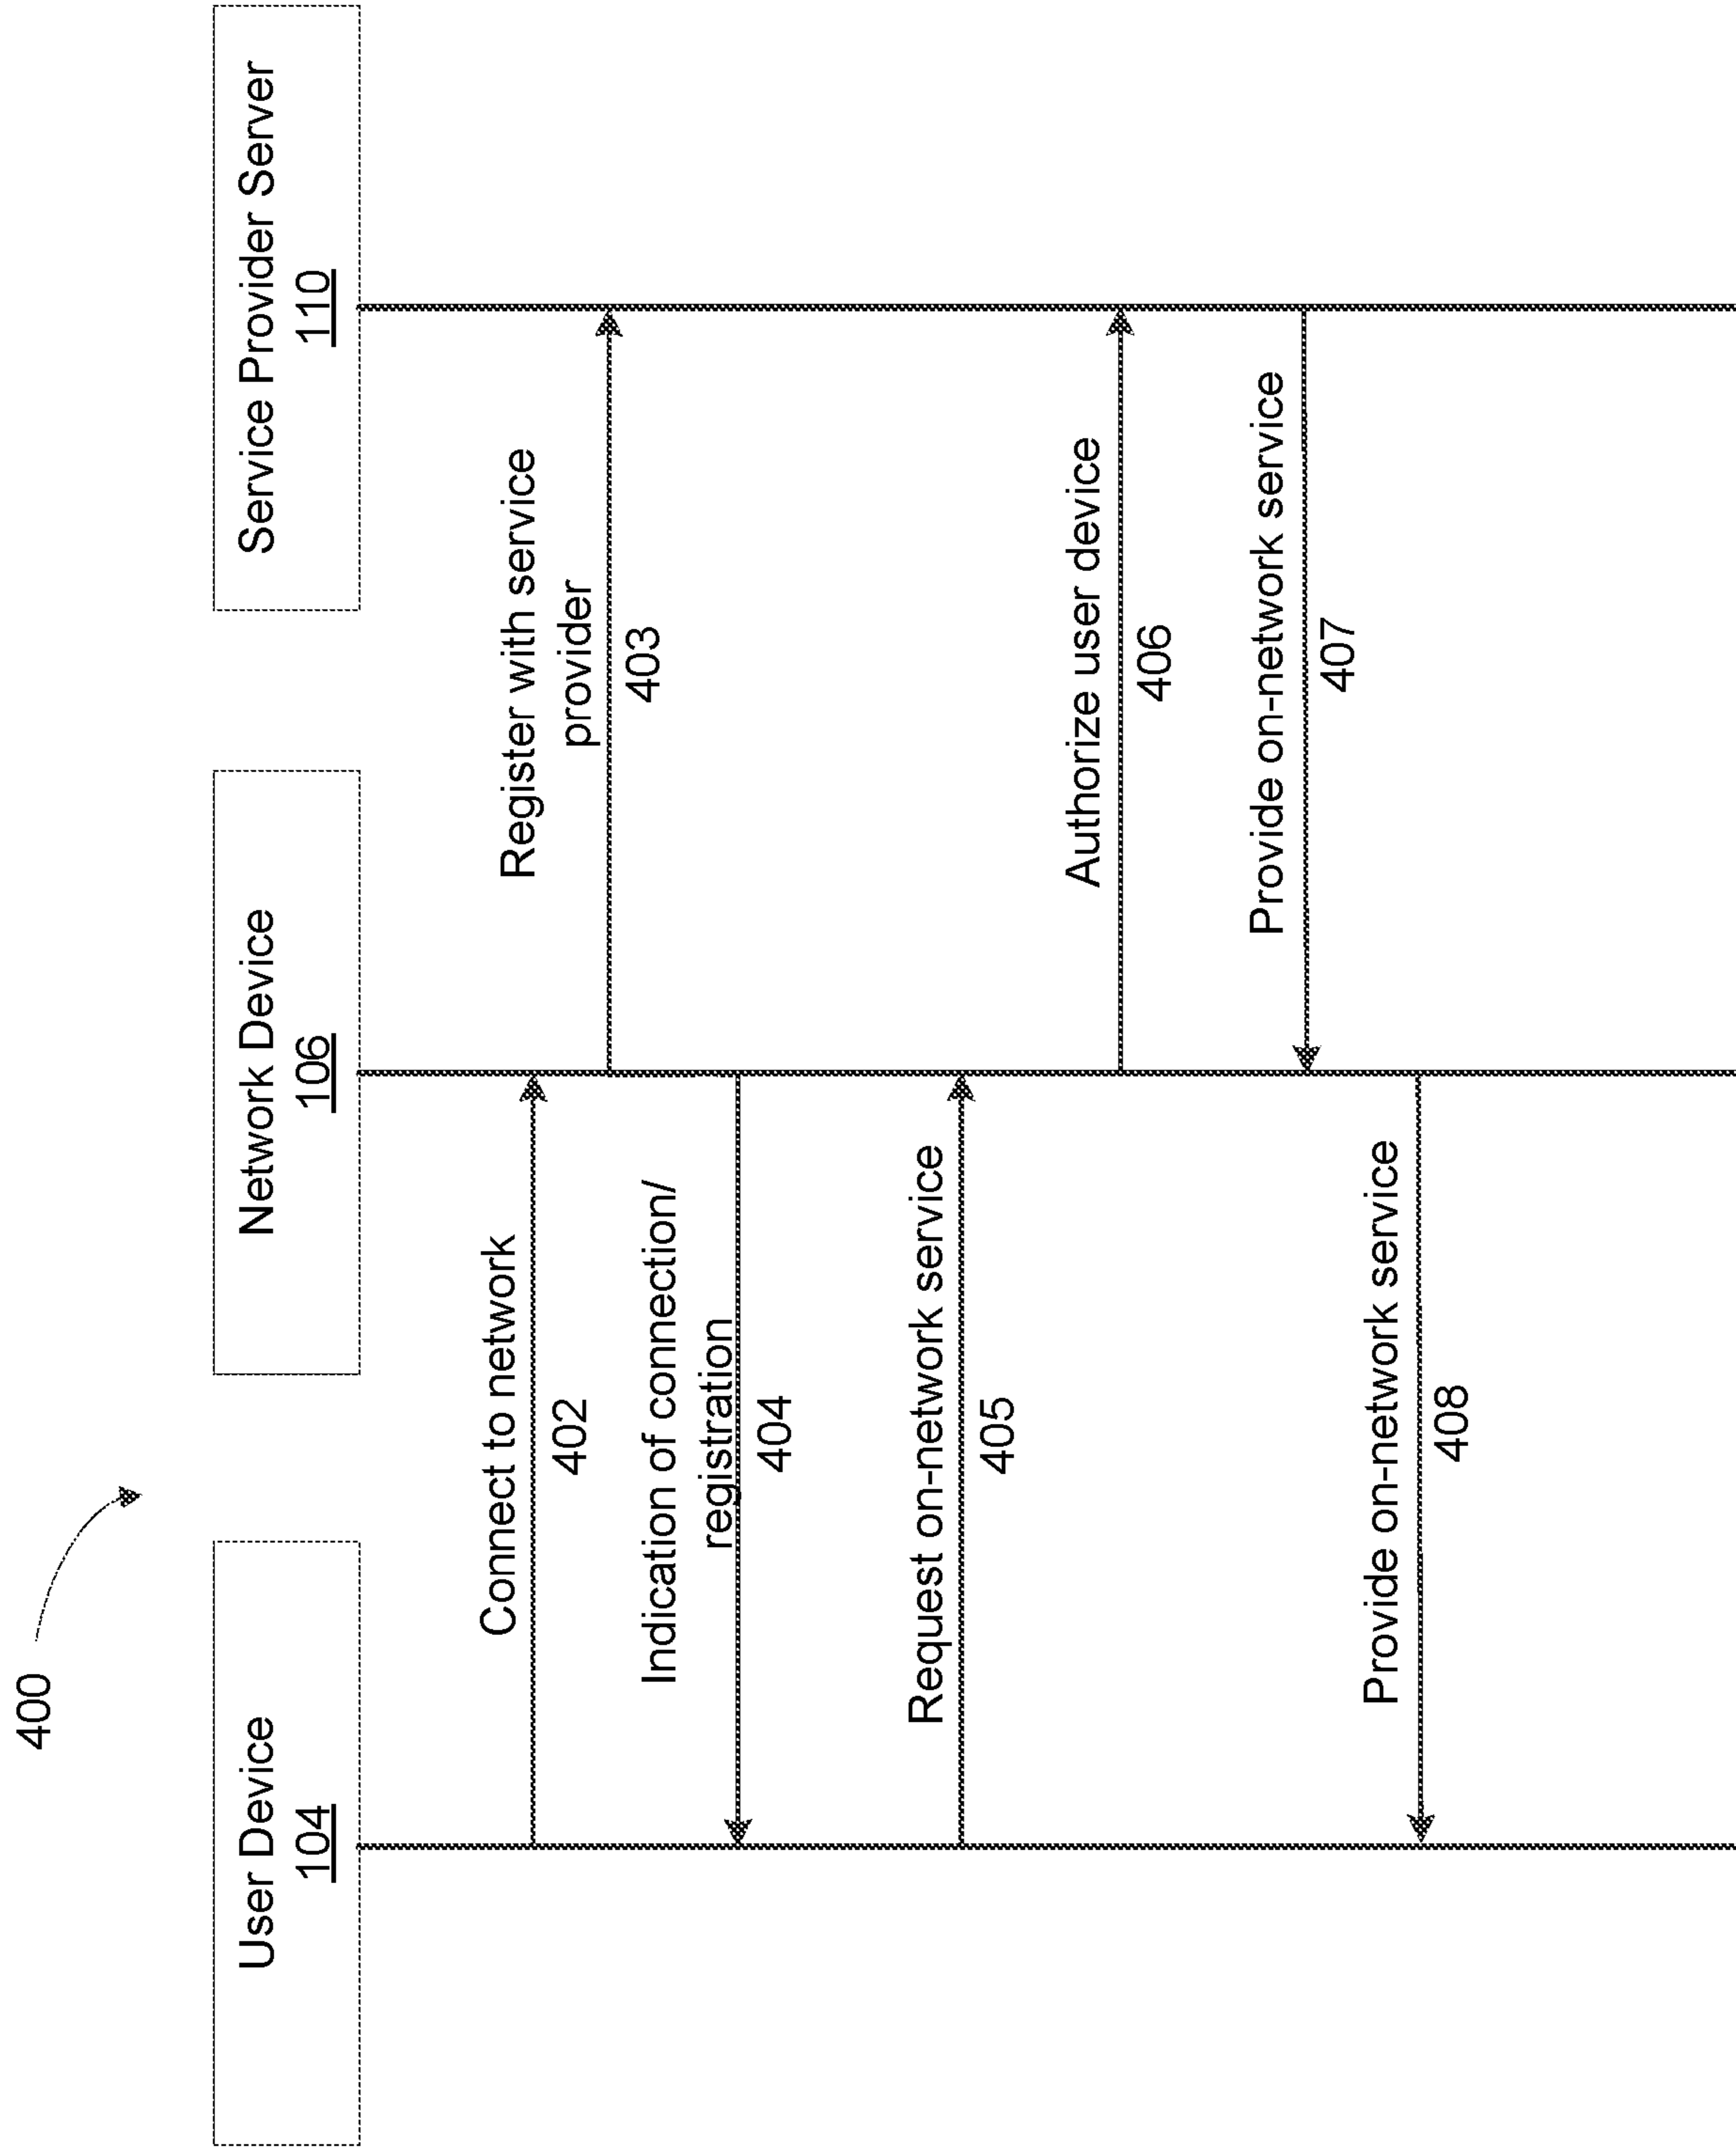 400
User Device
104
Network Device
106
Service Provider Server
110
Connect to network
402
Register with service
provider
403
Indication of connection/
registration
404
Request on-network service
405
Authorize user device
406
Provide on-network service
407
Provide on-network service
408